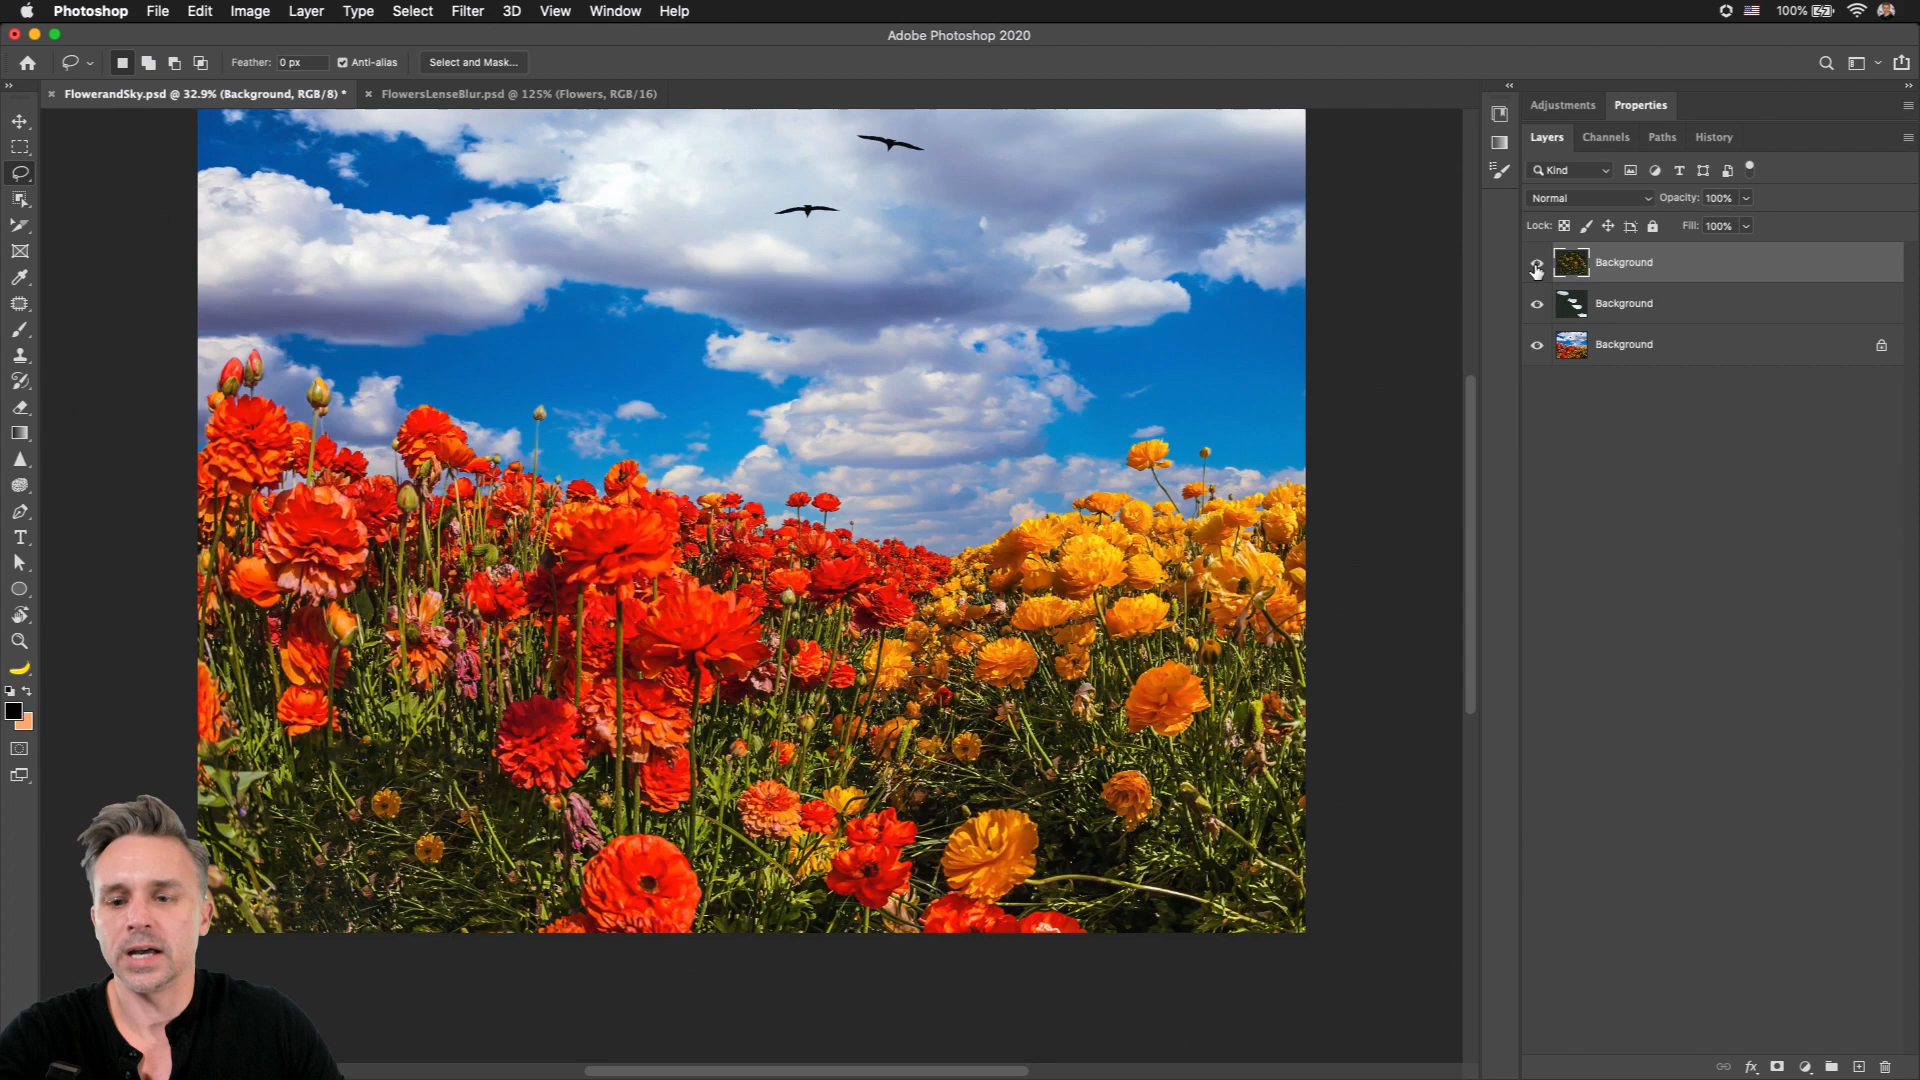 Photoshop File Edit Image Layer Type Select Filter 3D View Window Help 100%
Adobe Photoshop 2020
Feather: 0 px Anti-alias Select and Mask...
FlowerandSky.psd @ 32.9% (Background, RGB/8) * FlowersLenseBlur.psd @ 125% (Flowers, RGB/16)
Adjustments Properties
Layers Channels Paths History
Kind
Normal Opacity: 100%
Lock: Fill: 100%
Background
Background
Background